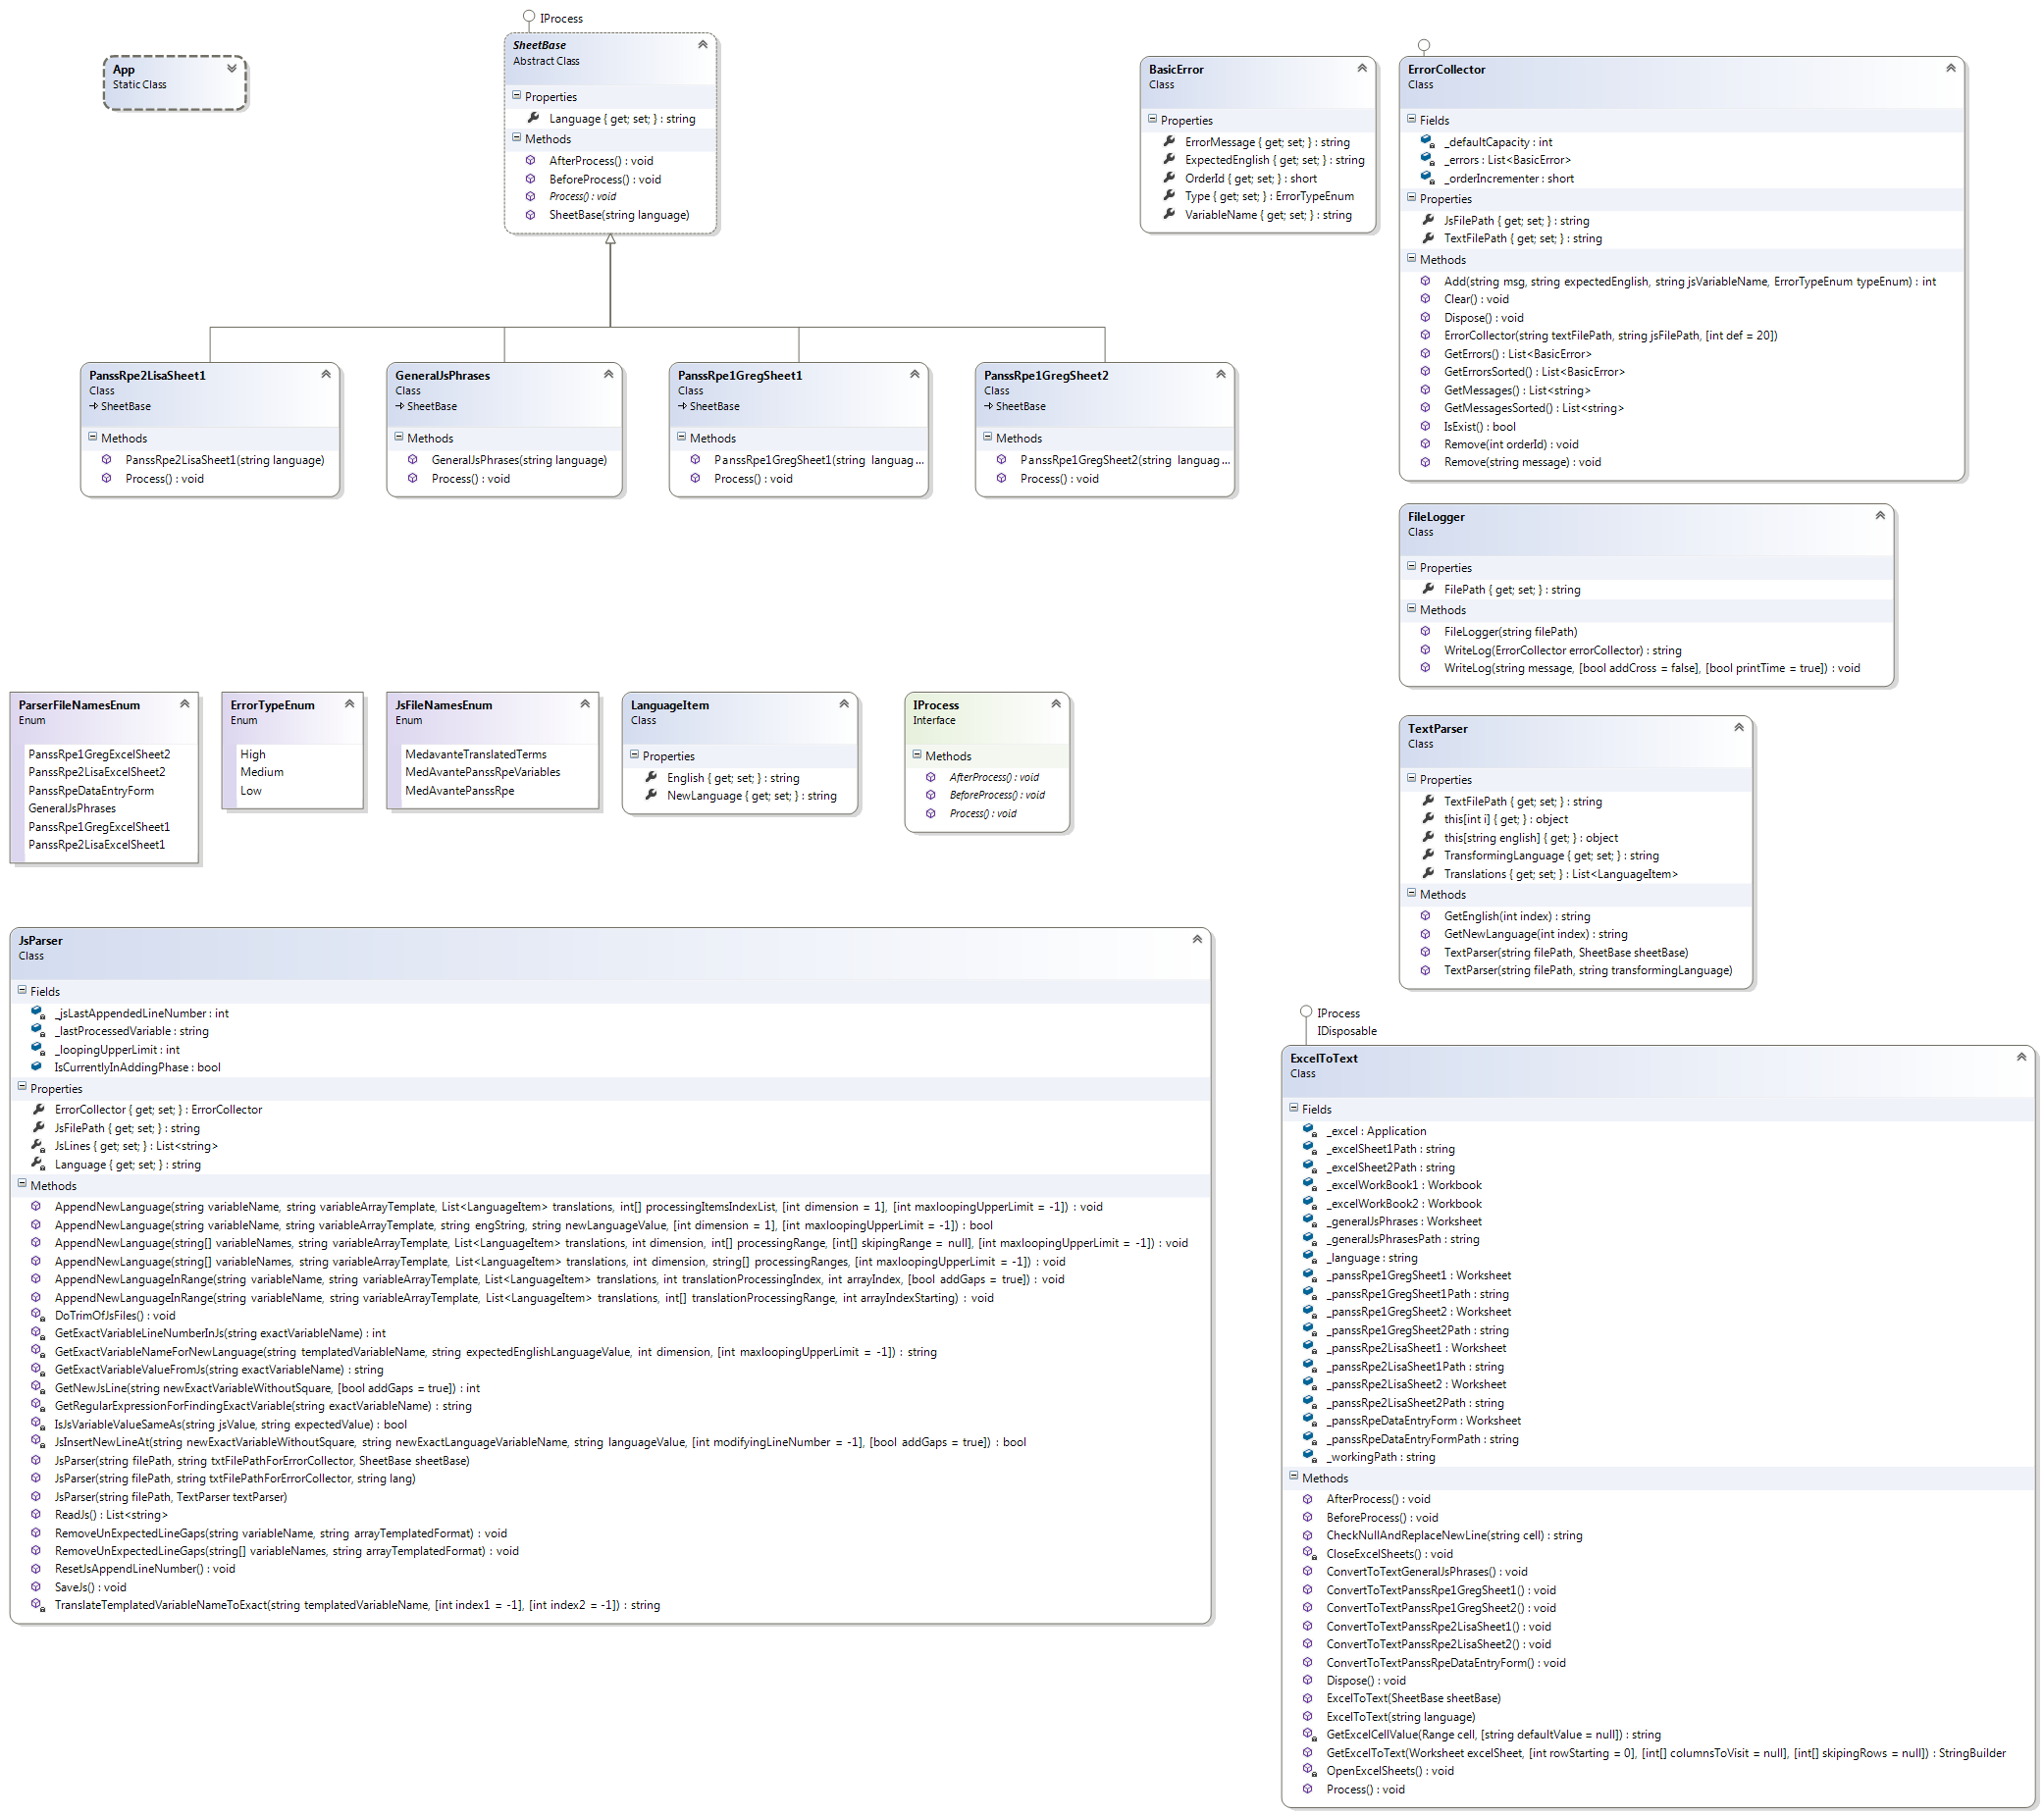 IProcess
SheetBase
Abstract Class
Properties
Language { get; set; } : string
Methods
AfterProcess() : void
BeforeProcess() : void
Process() : void
SheetBase(string language)
App
Static Class
BasicError
Class
Properties
ErrorMessage { get; set; } : string
ExpectedEnglish { get; set; } : string
OrderId { get; set; } : short
Type { get; set; } : ErrorTypeEnum
VariableName { get; set; } : string
ErrorCollector
Class
Fields
_defaultCapacity : int
_errors : List<BasicError>
_orderIncrementer : short
Properties
JsFilePath { get; set; } : string
TextFilePath { get; set; } : string
Methods
Add(string msg, string expectedEnglish, string jsVariableName, ErrorTypeEnum typeEnum) : int
Clear() : void
Dispose() : void
ErrorCollector(string textFilePath, string jsFilePath, [int def = 20])
GetErrors() : List<BasicError>
GetErrorsSorted() : List<BasicError>
GetMessages() : List<string>
GetMessagesSorted() : List<string>
IsExist() : bool
Remove(int orderId) : void
Remove(string message) : void
PanssRpe2LisaSheet1
Class
SheetBase
Methods
PanssRpe2LisaSheet1(string language)
Process() : void
GeneralJsPhrases
Class
SheetBase
Methods
GeneralJsPhrases(string language)
Process() : void
PanssRpe1GregSheet1
Class
SheetBase
Methods
PanssRpe1GregSheet1(string languag...
Process() : void
PanssRpe1GregSheet2
Class
SheetBase
Methods
PanssRpe1GregSheet2(string languag...
Process() : void
FileLogger
Class
Properties
FilePath { get; set; } : string
Methods
FileLogger(string filePath)
WriteLog(ErrorCollector errorCollector) : string
WriteLog(string message, [bool addCross = false], [bool printTime = true]) : void
ParserFileNamesEnum
Enum
PanssRpe1GregExcelSheet2
PanssRpe2LisaExcelSheet2
PanssRpeDataEntryForm
GeneralJsPhrases
PanssRpe1GregExcelSheet1
PanssRpe2LisaExcelSheet1
ErrorTypeEnum
Enum
High
Medium
Low
JsFileNamesEnum
Enum
MedavanteTranslatedTerms
MedAvantePanssRpeVariables
MedAvantePanssRpe
LanguageItem
Class
Properties
English { get; set; } : string
NewLanguage { get; set; } : string
IProcess
Interface
Methods
AfterProcess() : void
BeforeProcess() : void
Process() : void
TextParser
Class
Properties
TextFilePath { get; set; } : string
this[int i] { get; } : object
this[string english] { get; } : object
TransformingLanguage { get; set; } : string
Translations { get; set; } : List<LanguageItem>
Methods
GetEnglish(int index) : string
GetNewLanguage(int index) : string
TextParser(string filePath, SheetBase sheetBase)
TextParser(string filePath, string transformingLanguage)
JsParser
Class
Fields
_jsLastAppendedLineNumber : int
_lastProcessedVariable : string
_loopingUpperLimit : int
IsCurrentlyInAddingPhase : bool
Properties
ErrorCollector { get; set; } : ErrorCollector
JsFilePath { get; set; } : string
JsLines { get; set; } : List<string>
Language { get; set; } : string
Methods
AppendNewLanguage(string variableName, string variableArrayTemplate, List<LanguageItem> translations, int[] processingItemsIndexList, [int dimension = 1], [int maxloopingUpperLimit = -1]) : void
AppendNewLanguage(string variableName, string variableArrayTemplate, string engString, string newLanguageValue, [int dimension = 1], [int maxloopingUpperLimit = -1]) : bool
AppendNewLanguage(string[] variableNames, string variableArrayTemplate, List<LanguageItem> translations, int dimension, int[] processingRange, [int[] skipingRange = null], [int maxloopingUpperLimit = -1]) : void
AppendNewLanguage(string[] variableNames, string variableArrayTemplate, List<LanguageItem> translations, int dimension, string[] processingRanges, [int maxloopingUpperLimit = -1]) : void
AppendNewLanguageInRange(string variableName, string variableArrayTemplate, List<LanguageItem> translations, int translationProcessingIndex, int arrayIndex, [bool addGaps = true]) : void
AppendNewLanguageInRange(string variableName, string variableArrayTemplate, List<LanguageItem> translations, int[] translationProcessingRange, int arrayIndexStarting) : void
DoTrimOfJsFiles() : void
GetExactVariableLineNumberInJs(string exactVariableName) : int
GetExactVariableNameForNewLanguage(string templatedVariableName, string expectedEnglishLanguageValue, int dimension, [int maxloopingUpperLimit = -1]) : string
GetExactVariableValueFromJs(string exactVariableName) : string
GetNewJsLine(string newExactVariableWithoutSquare, [bool addGaps = true]) : int
GetRegularExpressionForFindingExactVariable(string exactVariableName) : string
IsJsVariableValueSameAs(string jsValue, string expectedValue) : bool
JsInsertNewLineAt(string newExactVariableWithoutSquare, string newExactLanguageVariableName, string languageValue, [int modifyingLineNumber = -1], [bool addGaps = true]) : bool
JsParser(string filePath, string txtFilePathForErrorCollector, SheetBase sheetBase)
JsParser(string filePath, string txtFilePathForErrorCollector, string lang)
JsParser(string filePath, TextParser textParser)
ReadJs() : List<string>
RemoveUnExpectedLineGaps(string variableName, string arrayTemplatedFormat) : void
RemoveUnExpectedLineGaps(string[] variableNames, string arrayTemplatedFormat) : void
ResetJsAppendLineNumber() : void
SaveJs() : void
TranslateTemplatedVariableNameToExact(string templatedVariableName, [int index1 = -1], [int index2 = -1]) : string
IProcess
IDisposable
ExcelToText
Class
Fields
_excel : Application
_excelSheet1Path : string
_excelSheet2Path : string
_excelWorkBook1 : Workbook
_excelWorkBook2 : Workbook
_generalJsPhrases : Worksheet
_generalJsPhrasesPath : string
_language : string
_panssRpe1GregSheet1 : Worksheet
_panssRpe1GregSheet1Path : string
_panssRpe1GregSheet2 : Worksheet
_panssRpe1GregSheet2Path : string
_panssRpe2LisaSheet1 : Worksheet
_panssRpe2LisaSheet1Path : string
_panssRpe2LisaSheet2 : Worksheet
_panssRpe2LisaSheet2Path : string
_panssRpeDataEntryForm : Worksheet
_panssRpeDataEntryFormPath : string
_workingPath : string
Methods
AfterProcess() : void
BeforeProcess() : void
CheckNullAndReplaceNewLine(string cell) : string
CloseExcelSheets() : void
ConvertToTextGeneralJsPhrases() : void
ConvertToTextPanssRpe1GregSheet1() : void
ConvertToTextPanssRpe1GregSheet2() : void
ConvertToTextPanssRpe2LisaSheet1() : void
ConvertToTextPanssRpe2LisaSheet2() : void
ConvertToTextPanssRpeDataEntryForm() : void
Dispose() : void
ExcelToText(SheetBase sheetBase)
ExcelToText(string language)
GetExcelCellValue(Range cell, [string defaultValue = null]) : string
GetExcelToText(Worksheet excelSheet, [int rowStarting = 0], [int[] columnsToVisit = null], [int[] skipingRows = null]) : StringBuilder
OpenExcelSheets() : void
Process() : void